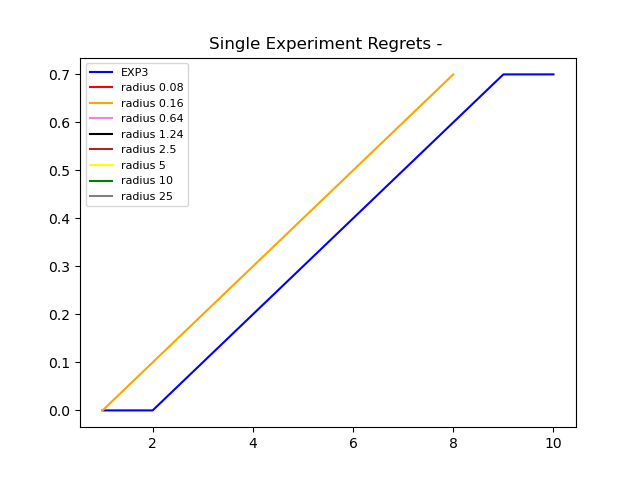 Single Experiment Regrets -
0.7
0.6
0.5
0.4
0.3
0.2
0.1
0.0
EXP3
radius 0.08
radius 0.16
radius 0.64
radius 1.24
radius 2.5
radius 5
radius 10
radius 25
2 4 6 8 10